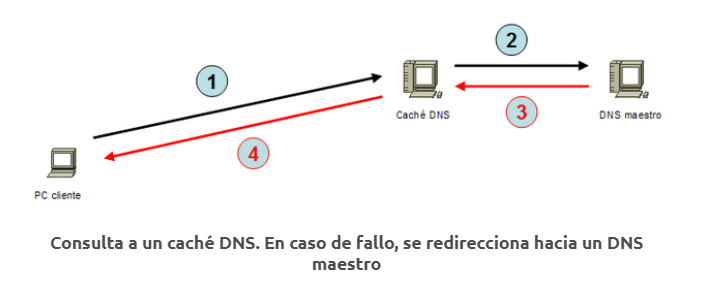 2
1
Caché DNS
3
DNS maestro
4
PC cliente
Consulta a un caché DNS. En caso de fallo, se redirecciona hacia un DNS
maestro